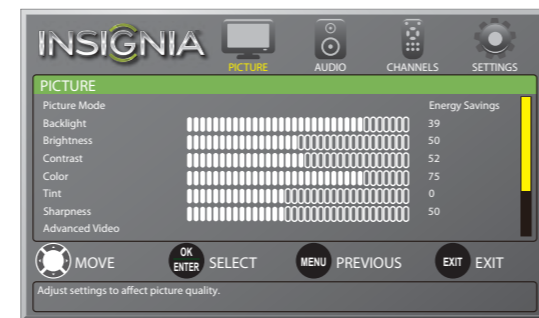 INSIGNIA
PICTURE AUDIO CHANNELS SETTINGS
PICTURE
Picture Mode Energy Savings
Backlight 39
Brightness 50
Contrast 52
Color 75
Tint 0
Sharpness 50
Advanced Video
MOVE OK ENTER SELECT MENU PREVIOUS EXIT EXIT
Adjust settings to affect picture quality.